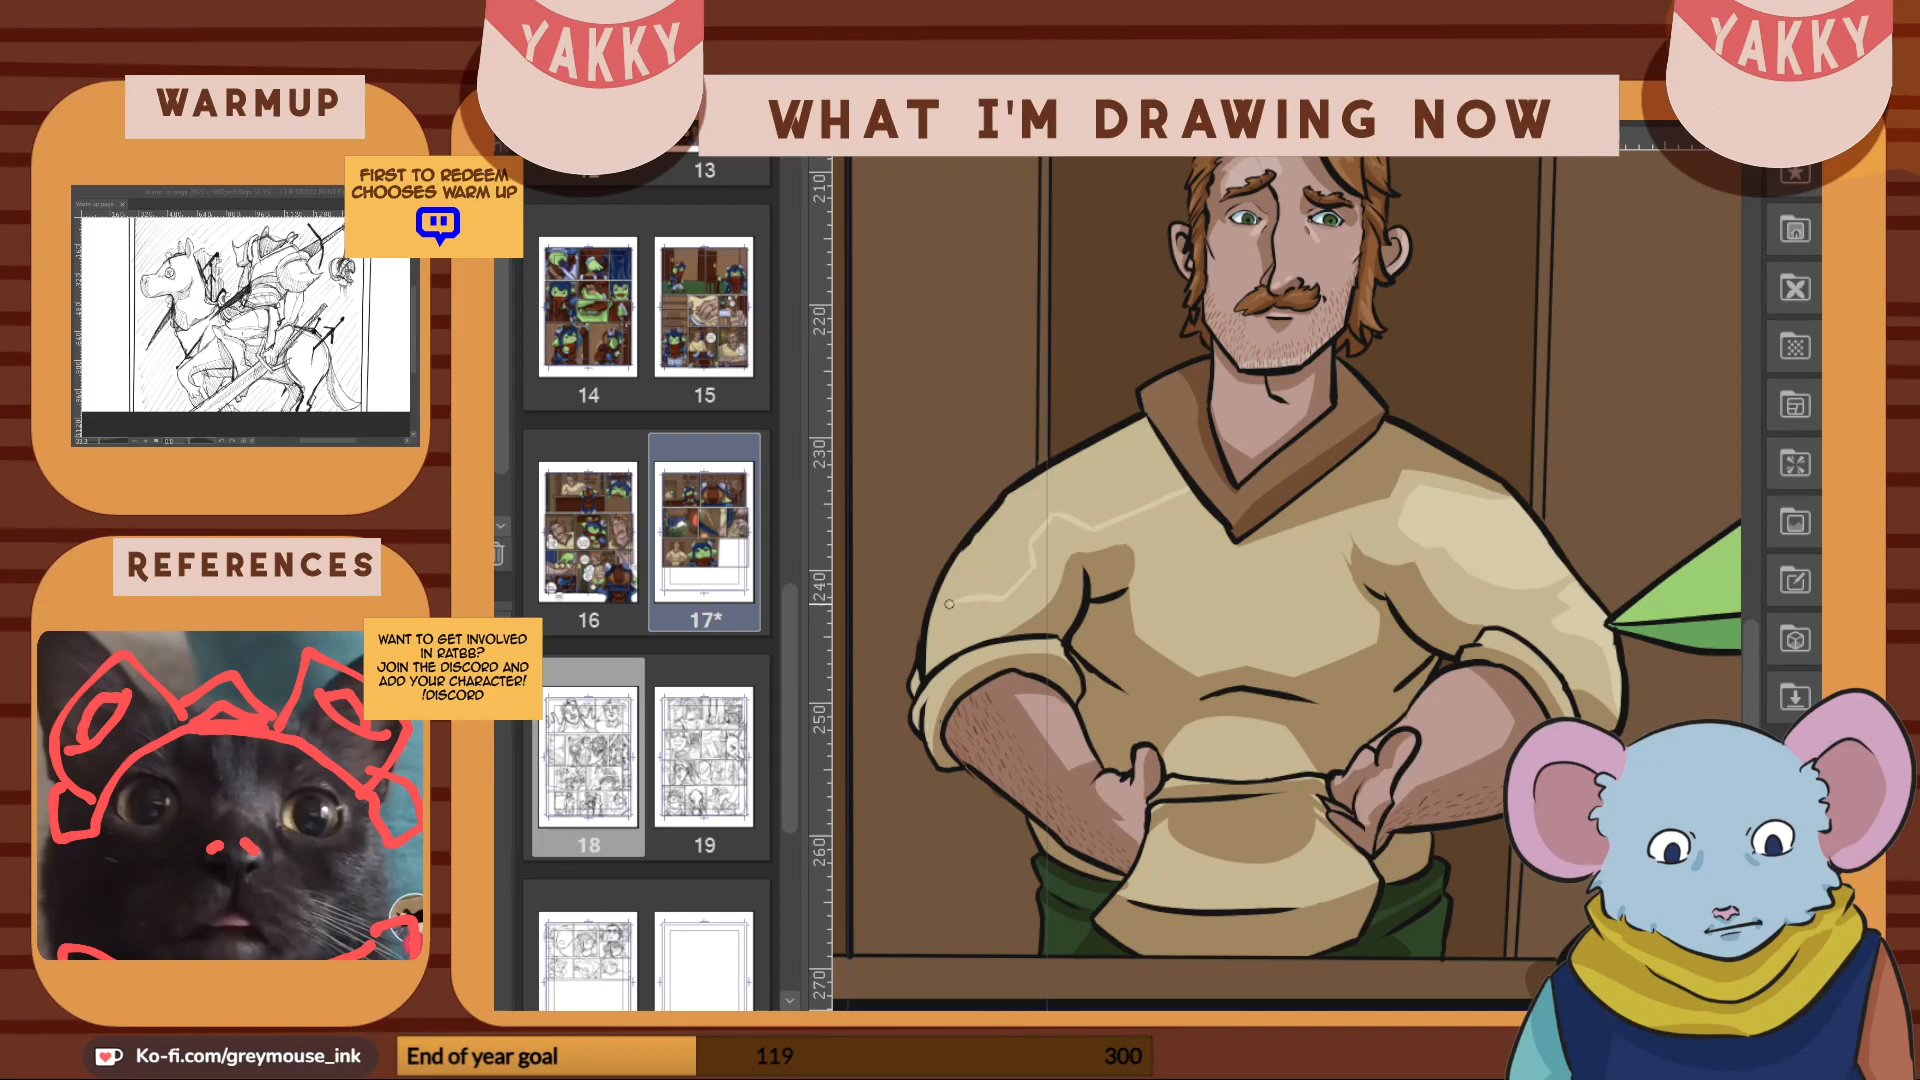 YAKKY
YAKKY
WARMUP
WHAT I'M DRAWING NOW
FIRST TO REDEEM
CHOOSES WARM UP
13
14
15
16
17*
18
19
210
220
230
240
250
260
270
REFERENCES
WANT TO GET INVOLVED
IN RATBB?
JOIN THE DISCORD AND
ADD YOUR CHARACTER!
!DISCORD
Ko-fi.com/greymouse_ink
End of year goal
119
300